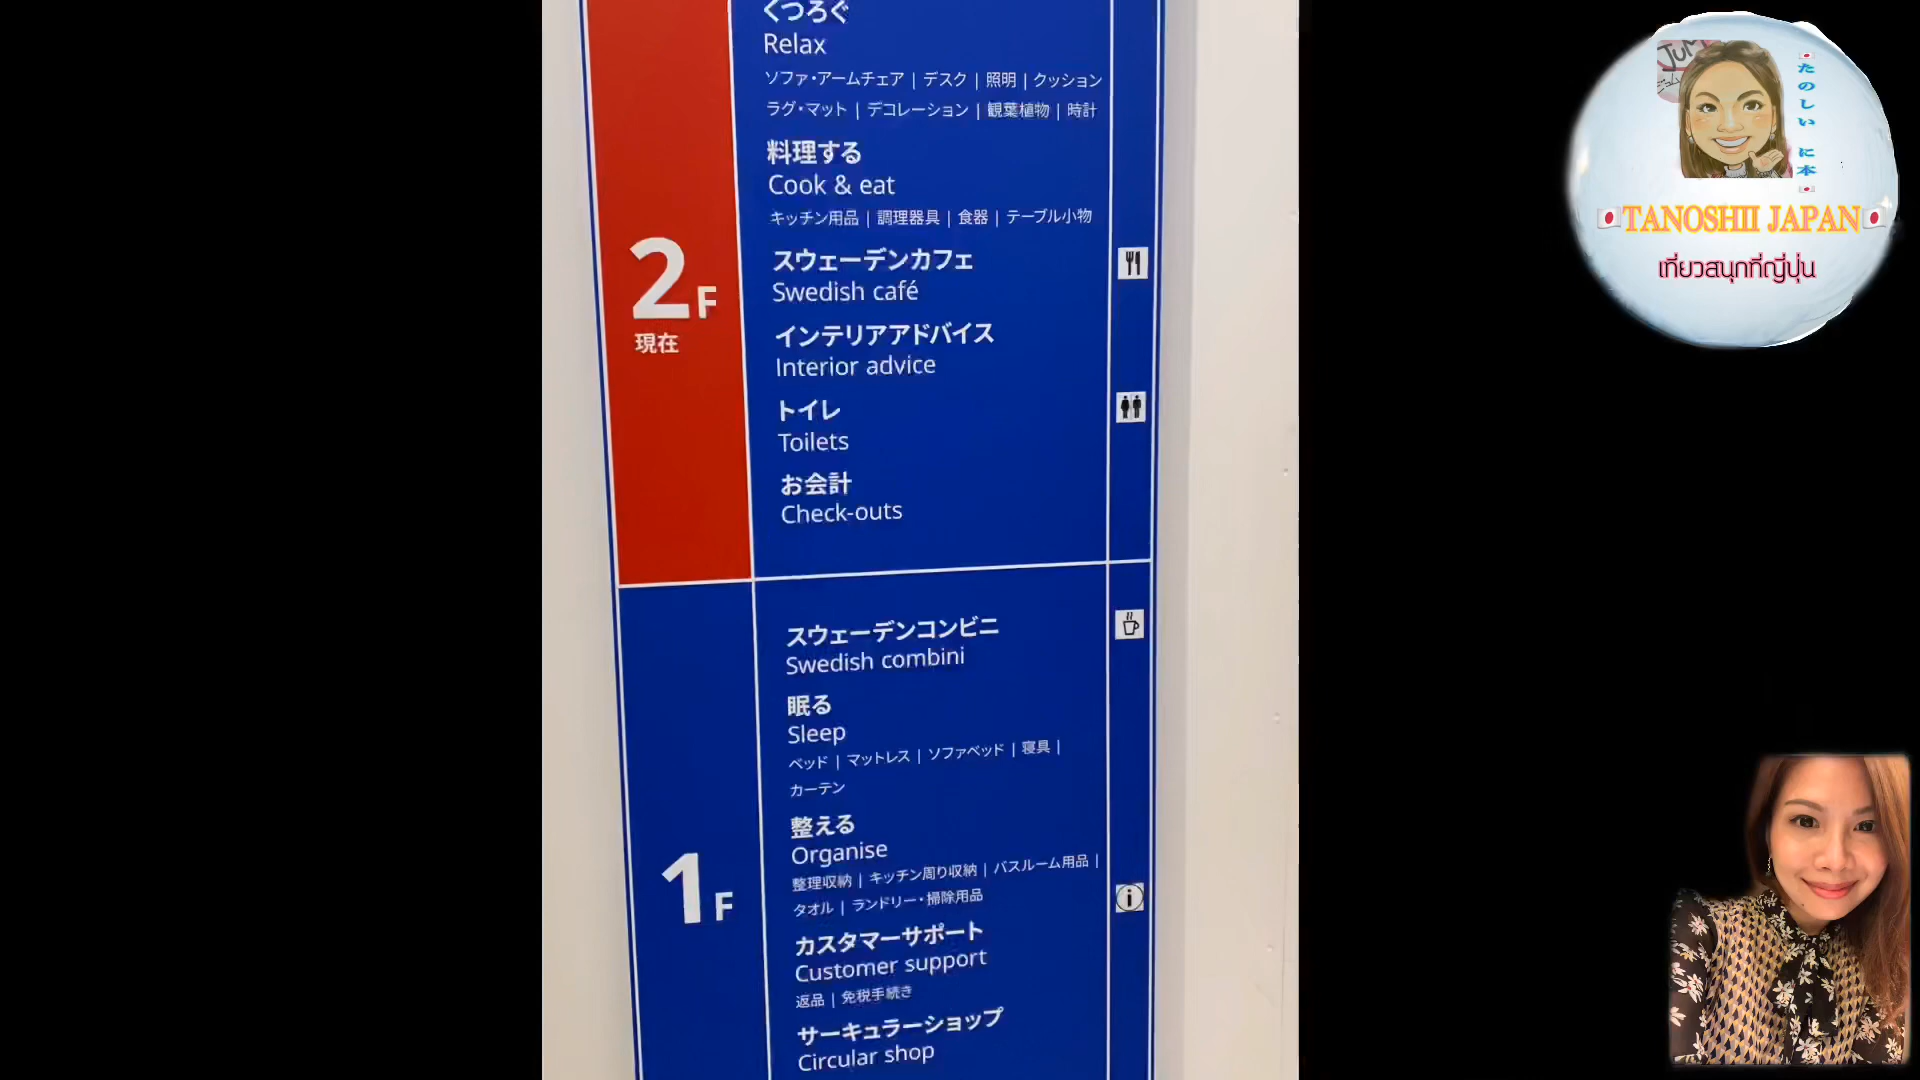 くつろぐ
Relax
ソファ・アームチェア | デスク | 照明 | クッション
ラグ・マット | デコレーション | 観葉植物 | 時計
料理する
Cook & eat
キッチン用品 | 調理器具 | 食器 | テーブル小物
スウェーデンカフェ
Swedish café
インテリアアドバイス
Interior advice
トイレ
Toilets
お会計
Check-outs
2F
現在
スウェーデンコンビニ
Swedish combini
眠る
Sleep
ベッド | マットレス | ソファベッド | 寝具 |
カーテン
整える
Organise
整理収納 | キッチン周り収納 | バスルーム用品 |
タオル | ランドリー・掃除用品
カスタマーサポート
Customer support
返品 | 免税手続き
サーキュラーショップ
Circular shop
1F
たのしい に本
TANOSHII JAPAN
เที่ยวสนุกที่ญี่ปุ่น